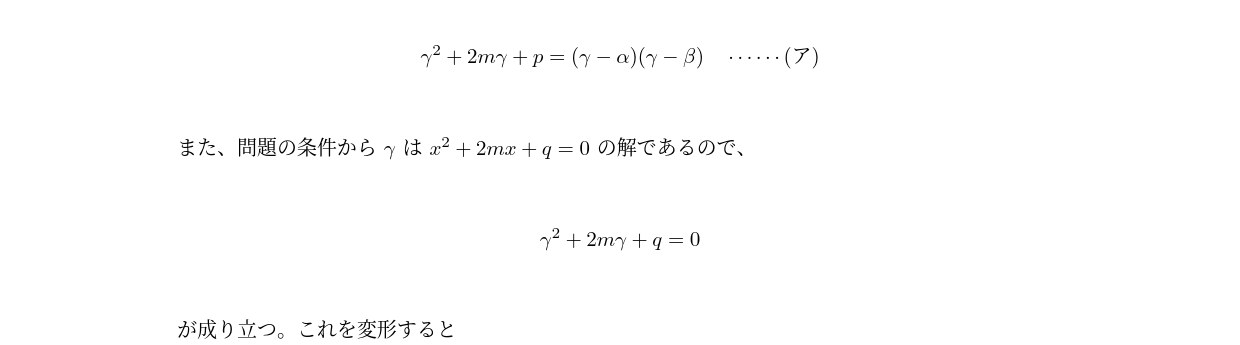 γ² + 2mγ + p = (γ − α)(γ − β) ······(ア)
また、問題の条件から γ は x² + 2mx + q = 0 の解であるので、
γ² + 2mγ + q = 0
が成り立つ。これを変形すると